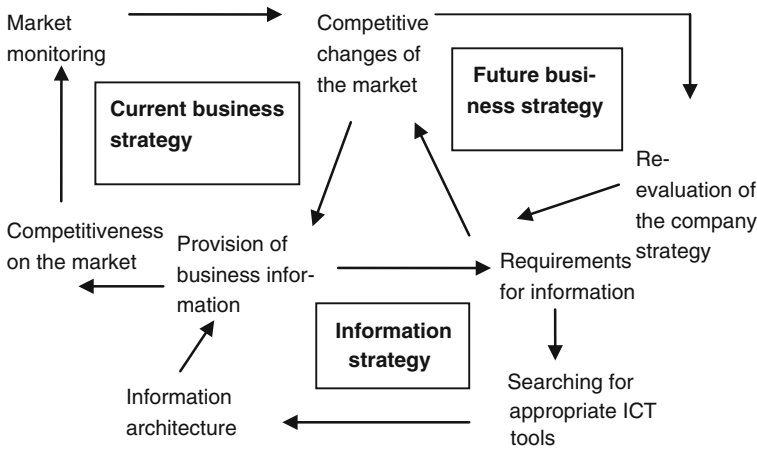 Market
monitoring
Competitive
changes of
the market
Current business
strategy
Future busi-
ness strategy
Re-
evaluation of
the company
strategy
Competitiveness
on the market
Provision of
business infor-
mation
Requirements
for information
Information
strategy
Information
architecture
Searching for
appropriate ICT
tools